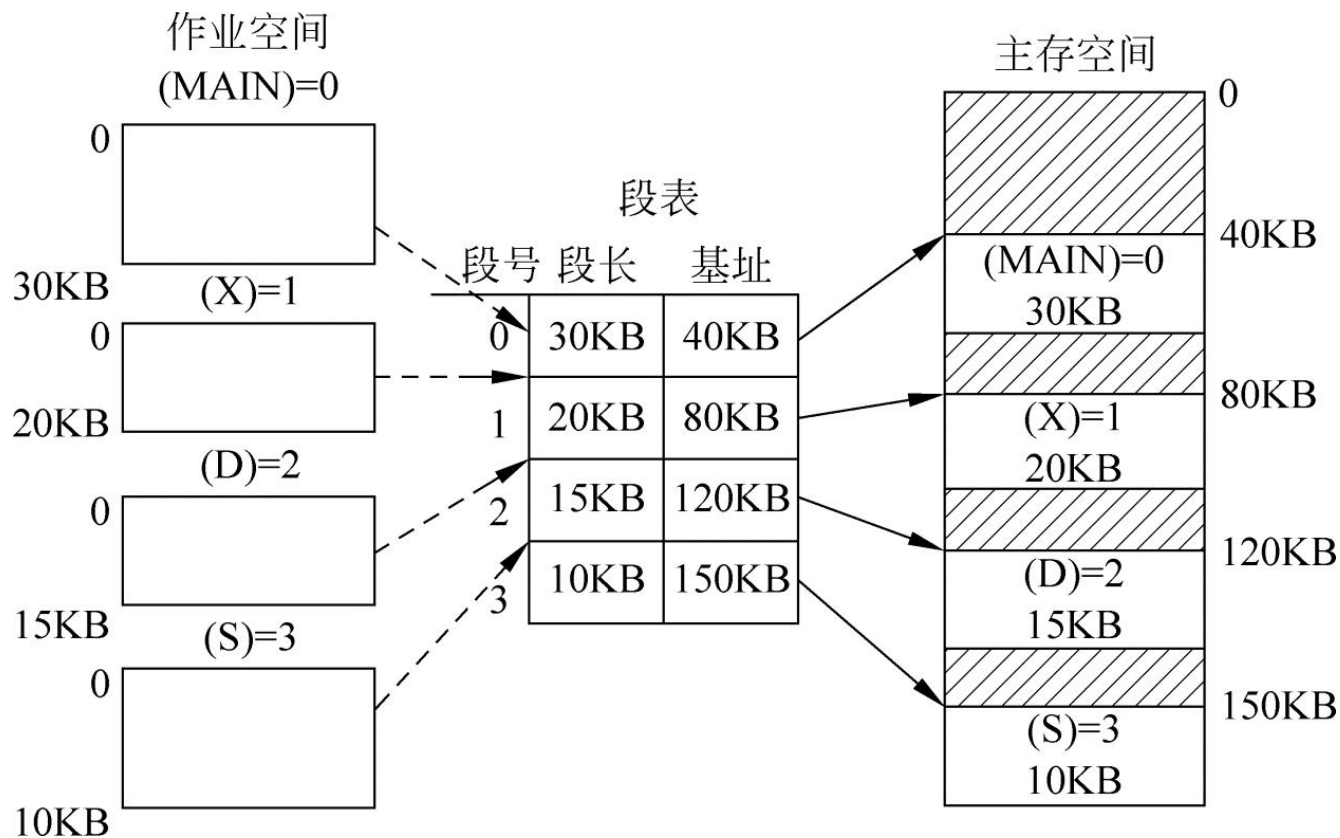 作业空间
(MAIN)=0
0
30KB
(X)=1
0
20KB
(D)=2
0
15KB
(S)=3
0
10KB
段表
段号 段长 基址
0 30KB 40KB
1 20KB 80KB
2 15KB 120KB
3 10KB 150KB
主存空间
0
40KB
(MAIN)=0
30KB
80KB
(X)=1
20KB
120KB
(D)=2
15KB
150KB
(S)=3
10KB